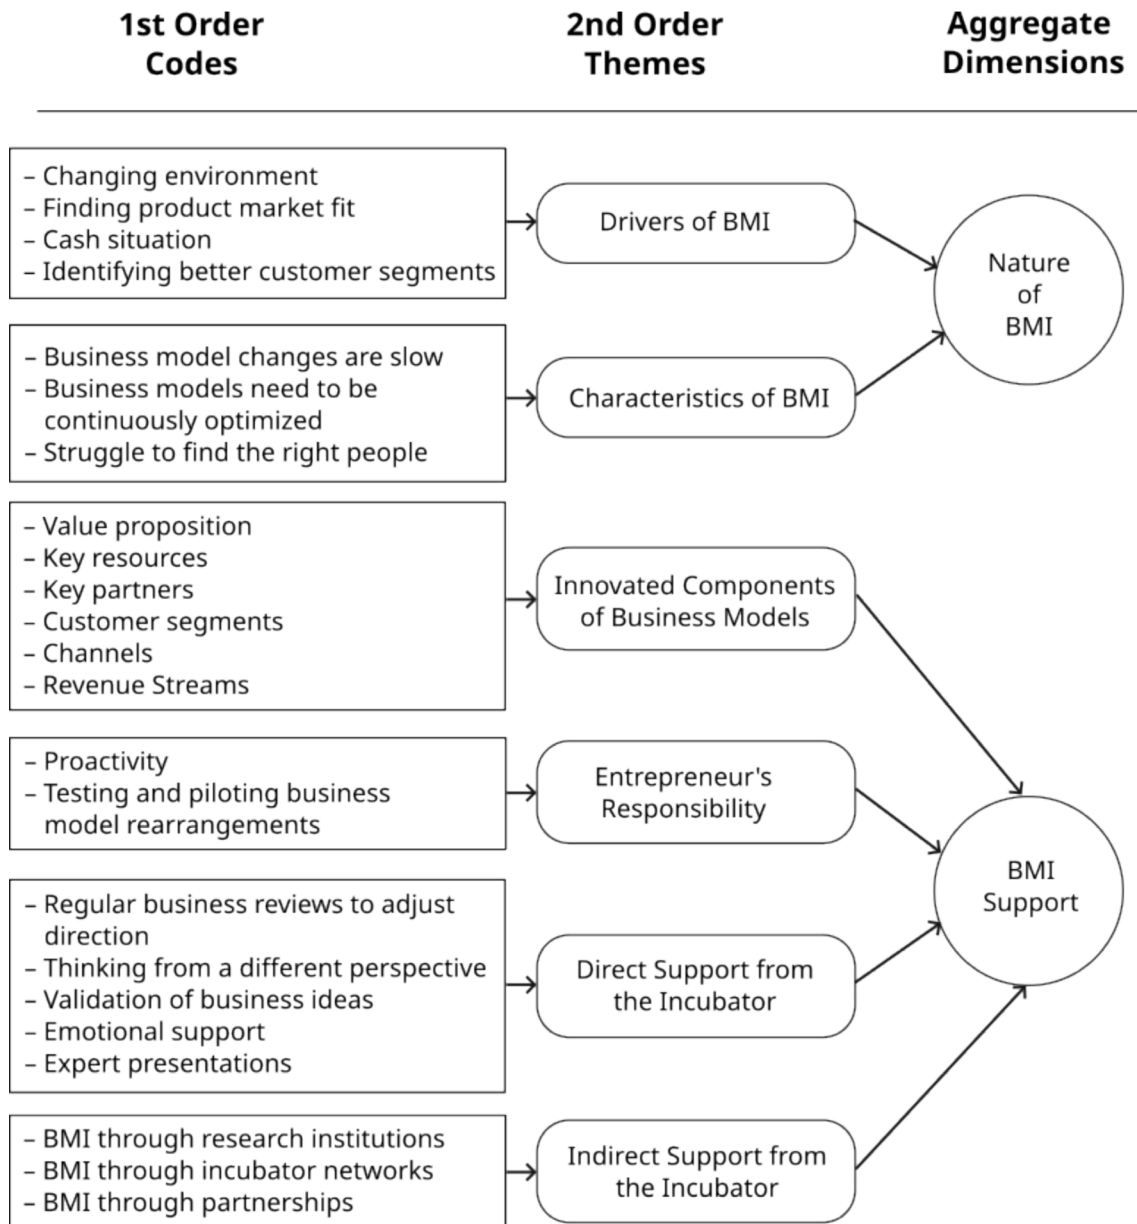 1st Order
Codes
2nd Order
Themes
Aggregate
Dimensions
– Changing environment
– Finding product market fit
– Cash situation
– Identifying better customer segments
Drivers of BMI
Nature
of
BMI
– Business model changes are slow
– Business models need to be
continuously optimized
– Struggle to find the right people
Characteristics of BMI
– Value proposition
– Key resources
– Key partners
– Customer segments
– Channels
– Revenue Streams
Innovated Components
of Business Models
– Proactivity
– Testing and piloting business
model rearrangements
Entrepreneur's
Responsibility
BMI
Support
– Regular business reviews to adjust
direction
– Thinking from a different perspective
– Validation of business ideas
– Emotional support
– Expert presentations
Direct Support from
the Incubator
– BMI through research institutions
– BMI through incubator networks
– BMI through partnerships
Indirect Support from
the Incubator